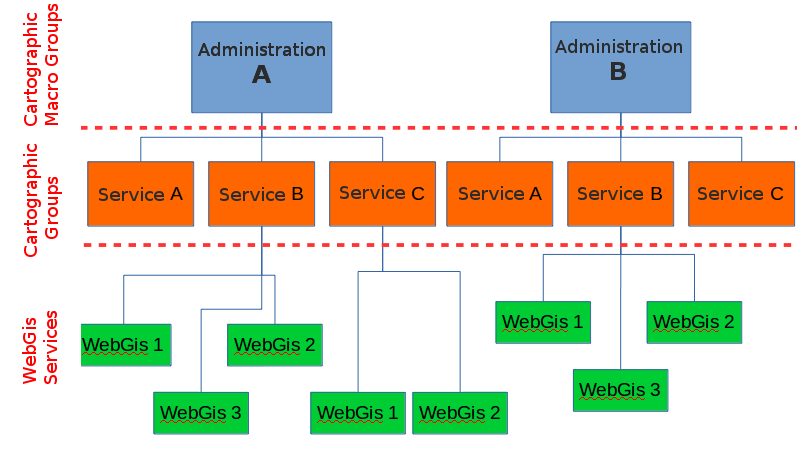 Cartographic
Macro Groups
Administration
A
Administration
B
Cartographic
Groups
Service A
Service B
Service C
Service A
Service B
Service C
WebGis
Services
WebGis 1
WebGis 2
WebGis 3
WebGis 1
WebGis 2
WebGis 1
WebGis 2
WebGis 3